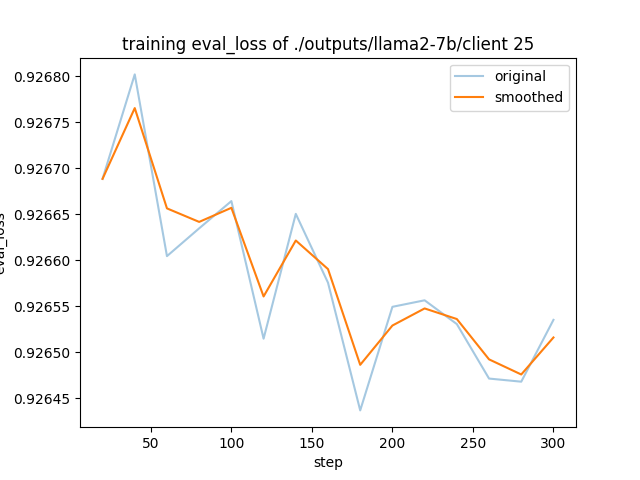 training eval_loss of ./outputs/llama2-7b/client 25
original
smoothed
0.92680
0.92675
0.92670
0.92665
0.92660
0.92655
0.92650
0.92645
eval_loss
50 100 150 200 250 300
step